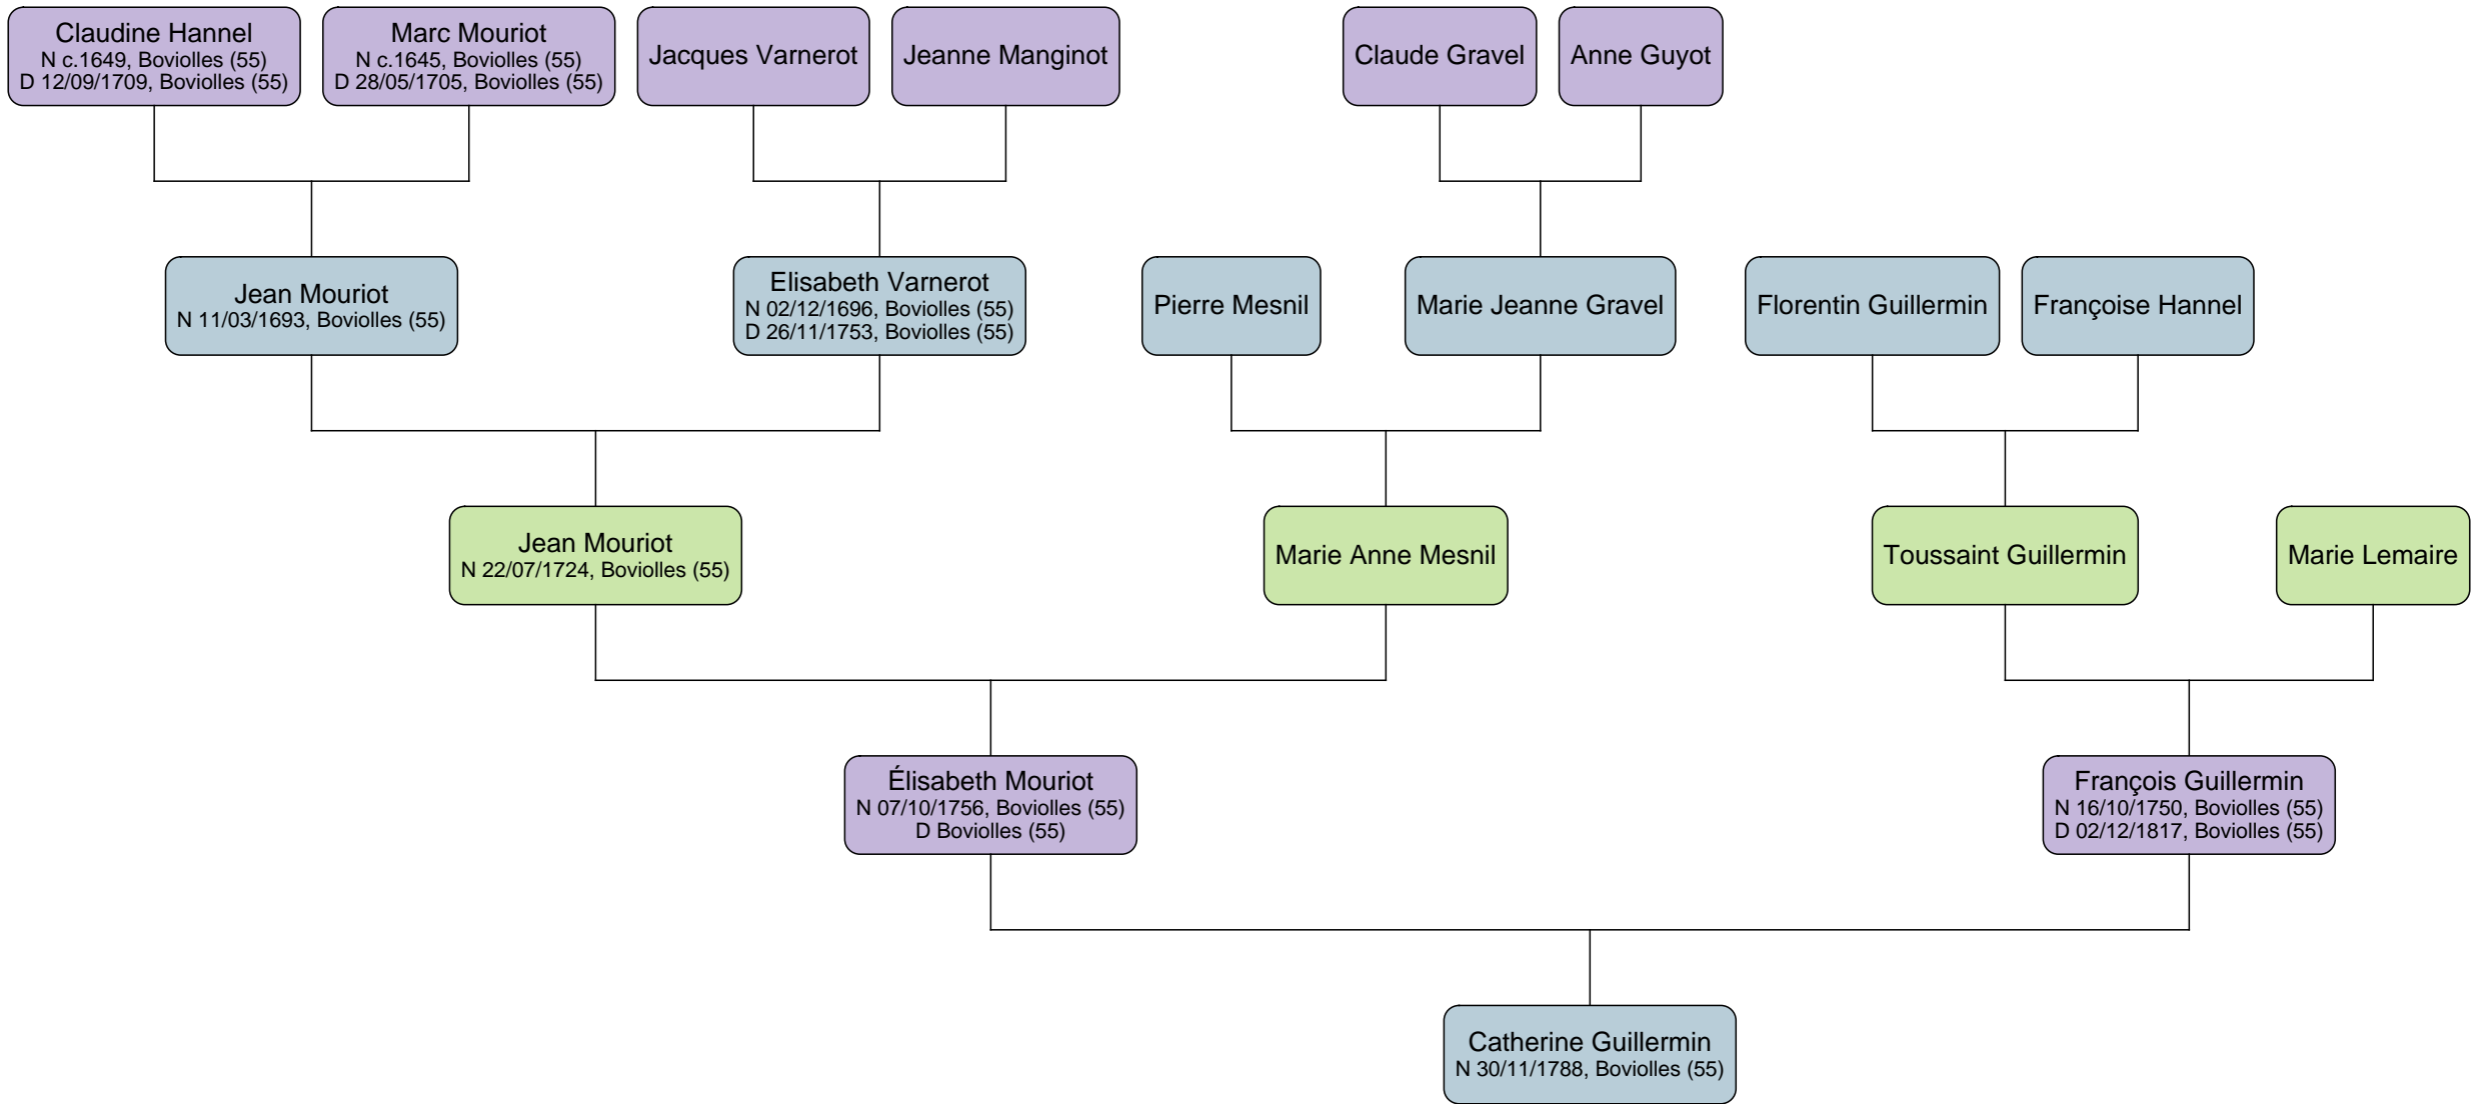 Claudine Hannel
N c.1649, Boviolles (55)
D 12/09/1709, Boviolles (55)
Marc Mouriot
N c.1645, Boviolles (55)
D 28/05/1705, Boviolles (55)
Jacques Varnerot
Jeanne Manginot
Claude Gravel
Anne Guyot
Jean Mouriot
N 11/03/1693, Boviolles (55)
Elisabeth Varnerot
N 02/12/1696, Boviolles (55)
D 26/11/1753, Boviolles (55)
Pierre Mesnil
Marie Jeanne Gravel
Florentin Guillermin
Françoise Hannel
Jean Mouriot
N 22/07/1724, Boviolles (55)
Marie Anne Mesnil
Toussaint Guillermin
Marie Lemaire
Élisabeth Mouriot
N 07/10/1756, Boviolles (55)
D Boviolles (55)
François Guillermin
N 16/10/1750, Boviolles (55)
D 02/12/1817, Boviolles (55)
Catherine Guillermin
N 30/11/1788, Boviolles (55)